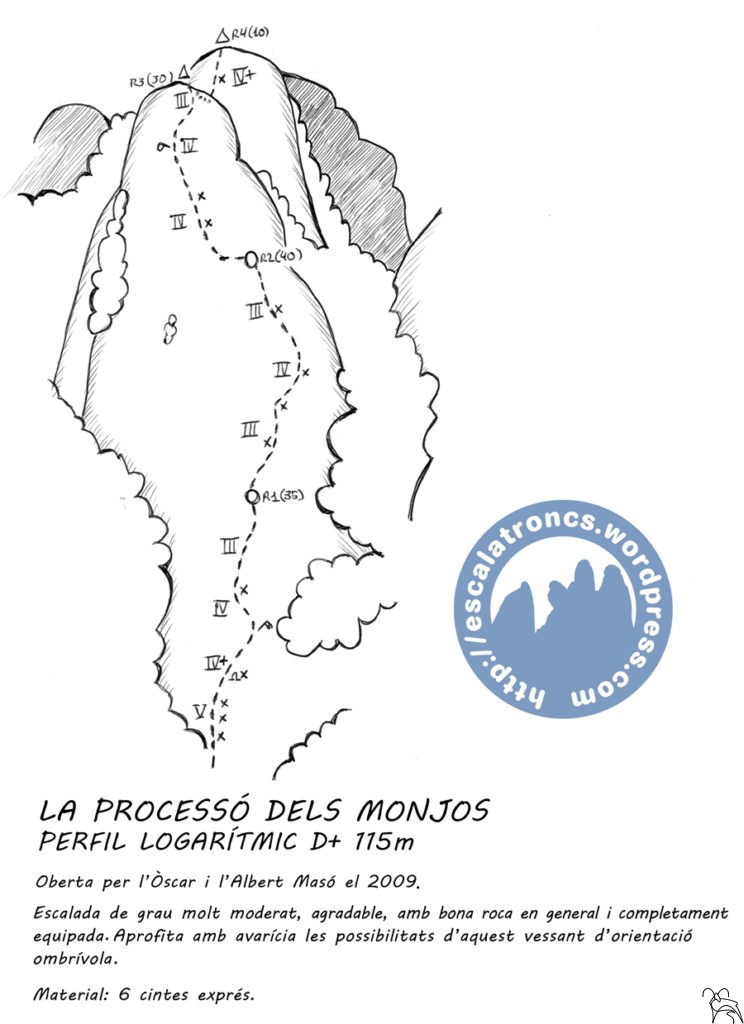 R4(10)
IV+
R3(30)
III
IV
IV
R2(40)
III
IV
III
R1(35)
III
IV
IV+
V
http://escalatroncs.wordpress.com
LA PROCESSÓ DELS MONJOS
PERFIL LOGARÍTMIC D+ 115m
Oberta per l'Òscar i l'Albert Masó el 2009.
Escalada de grau molt moderat, agradable, amb bona roca en general i completament
equipada. Aprofita amb avarícia les possibilitats d'aquest vessant d'orientació
ombrívola.
Material: 6 cintes exprés.